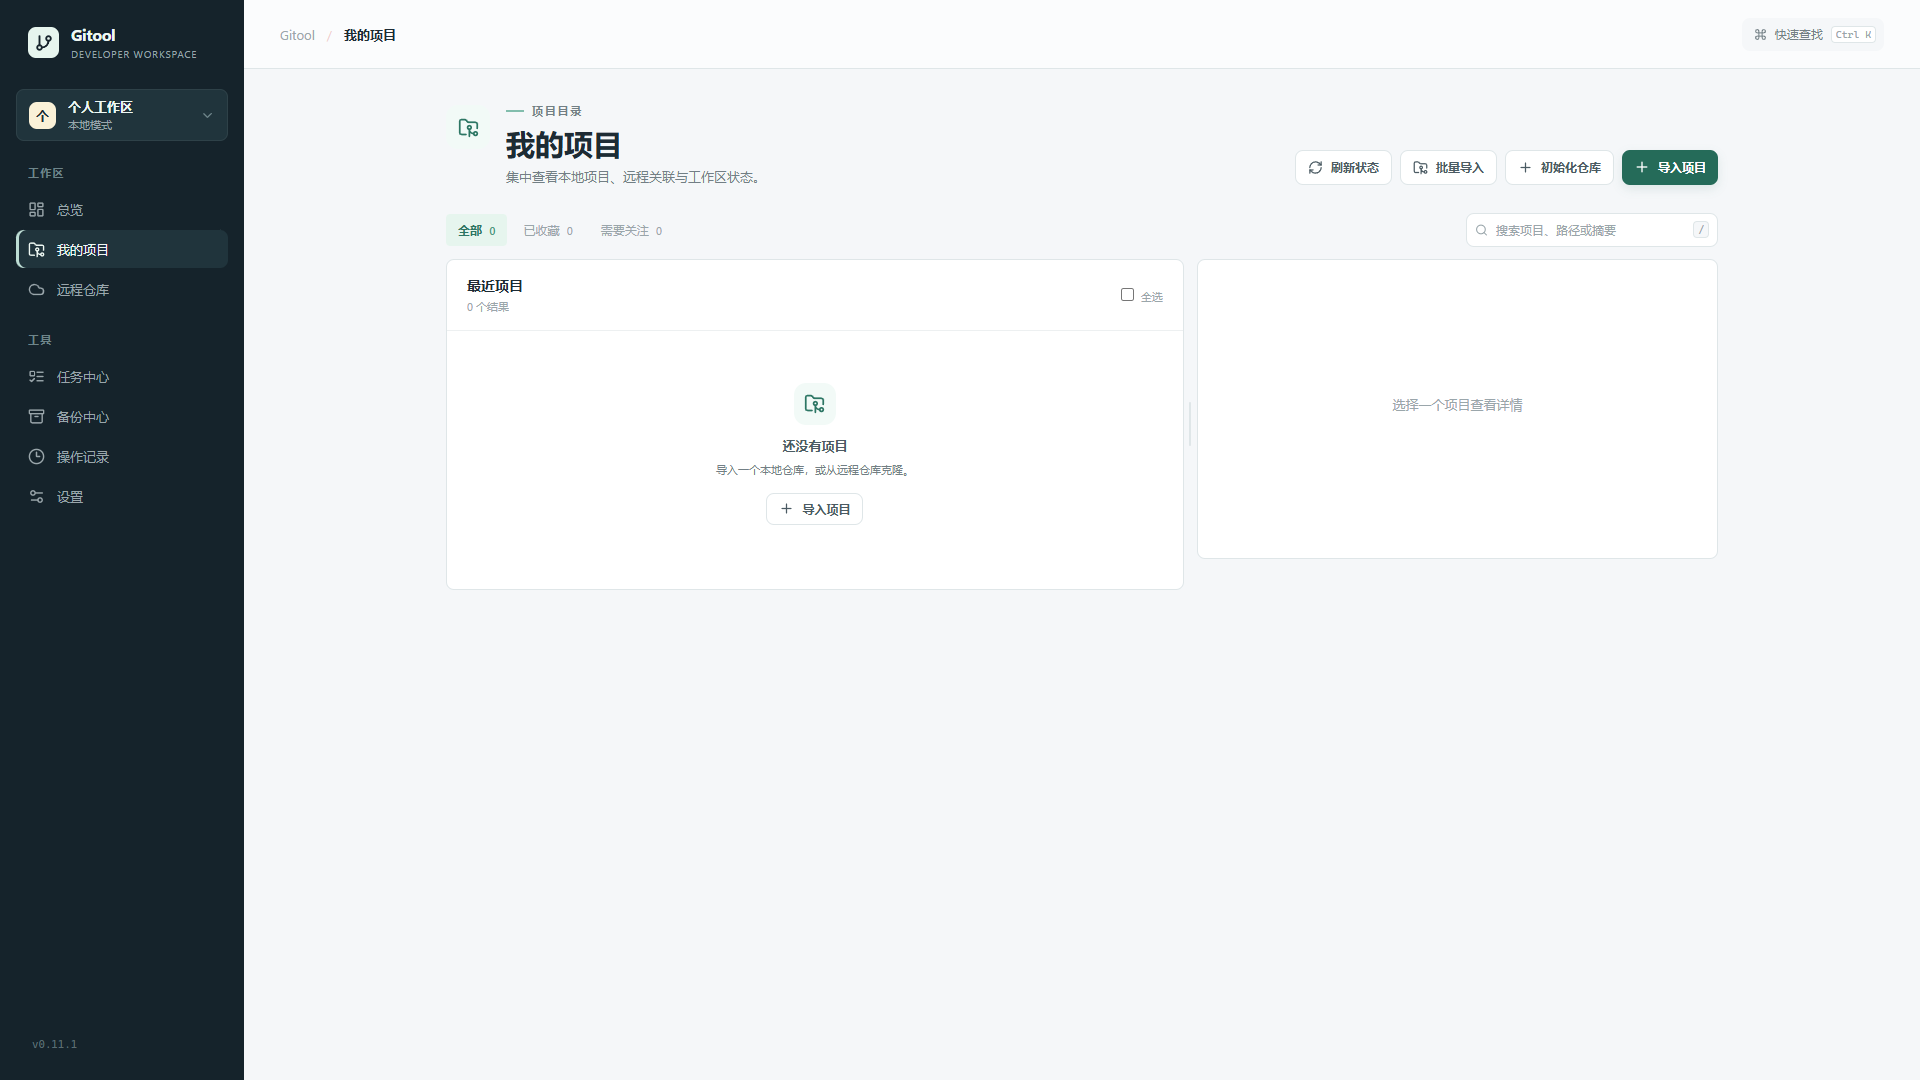 Gitool
DEVELOPER WORKSPACE
个
个人工作区
本地模式
工作区
总览
我的项目
远程仓库
工具
任务中心
备份中心
操作记录
设置
v0.11.1
Gitool / 我的项目
快速查找 Ctrl K
项目目录
我的项目
集中查看本地项目、远程关联与工作区状态。
刷新状态
批量导入
初始化仓库
导入项目
全部 0
已收藏 0
需要关注 0
搜索项目、路径或摘要 /
最近项目
0 个结果
全选
还没有项目
导入一个本地仓库，或从远程仓库克隆。
导入项目
选择一个项目查看详情